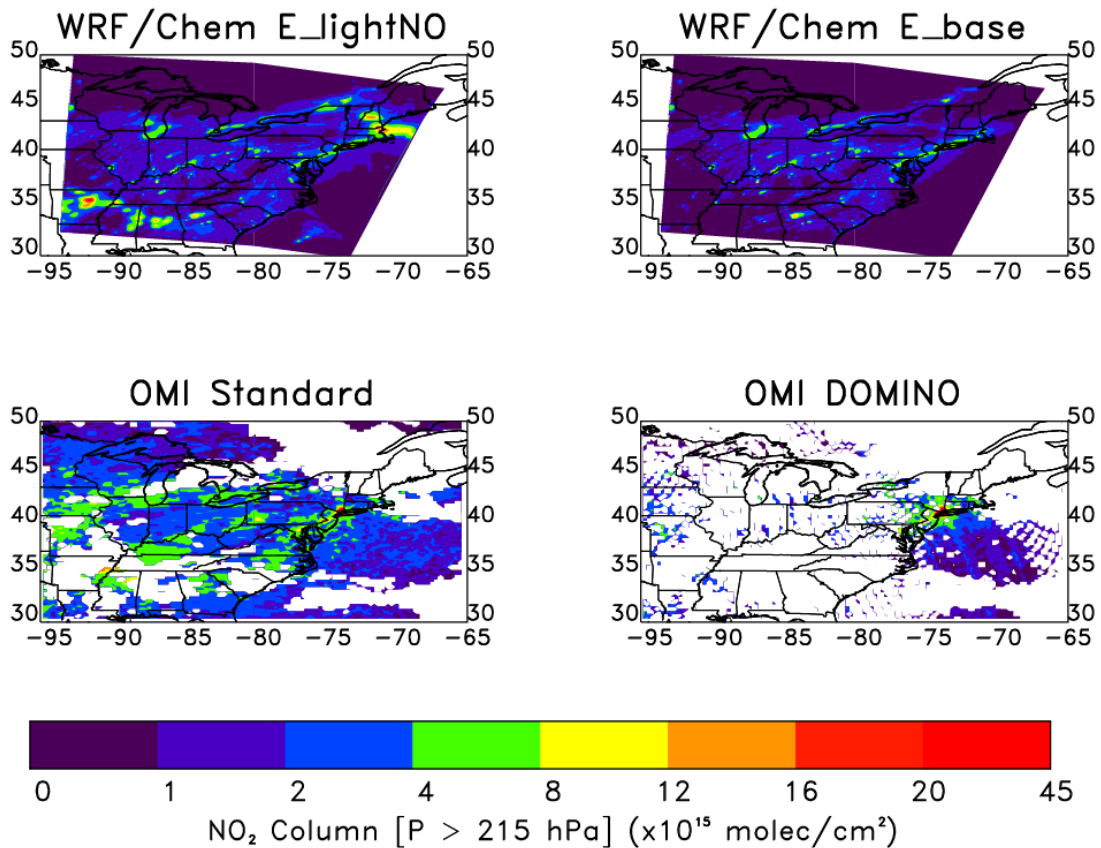 WRF/Chem E_lightNO WRF/Chem E_base
50 50 50 50
45 45 45 45
40 40 40 40
35 35 35 35
30 30 30 30
−95 −90 −85 −80 −75 −70 −65 −95 −90 −85 −80 −75 −70 −65
OMI Standard OMI DOMINO
50 50 50 50
45 45 45 45
40 40 40 40
35 35 35 35
30 30 30 30
−95 −90 −85 −80 −75 −70 −65 −95 −90 −85 −80 −75 −70 −65
0 1 2 4 8 12 16 20 45
NO₂ Column [P > 215 hPa] (x10¹⁵ molec/cm²)